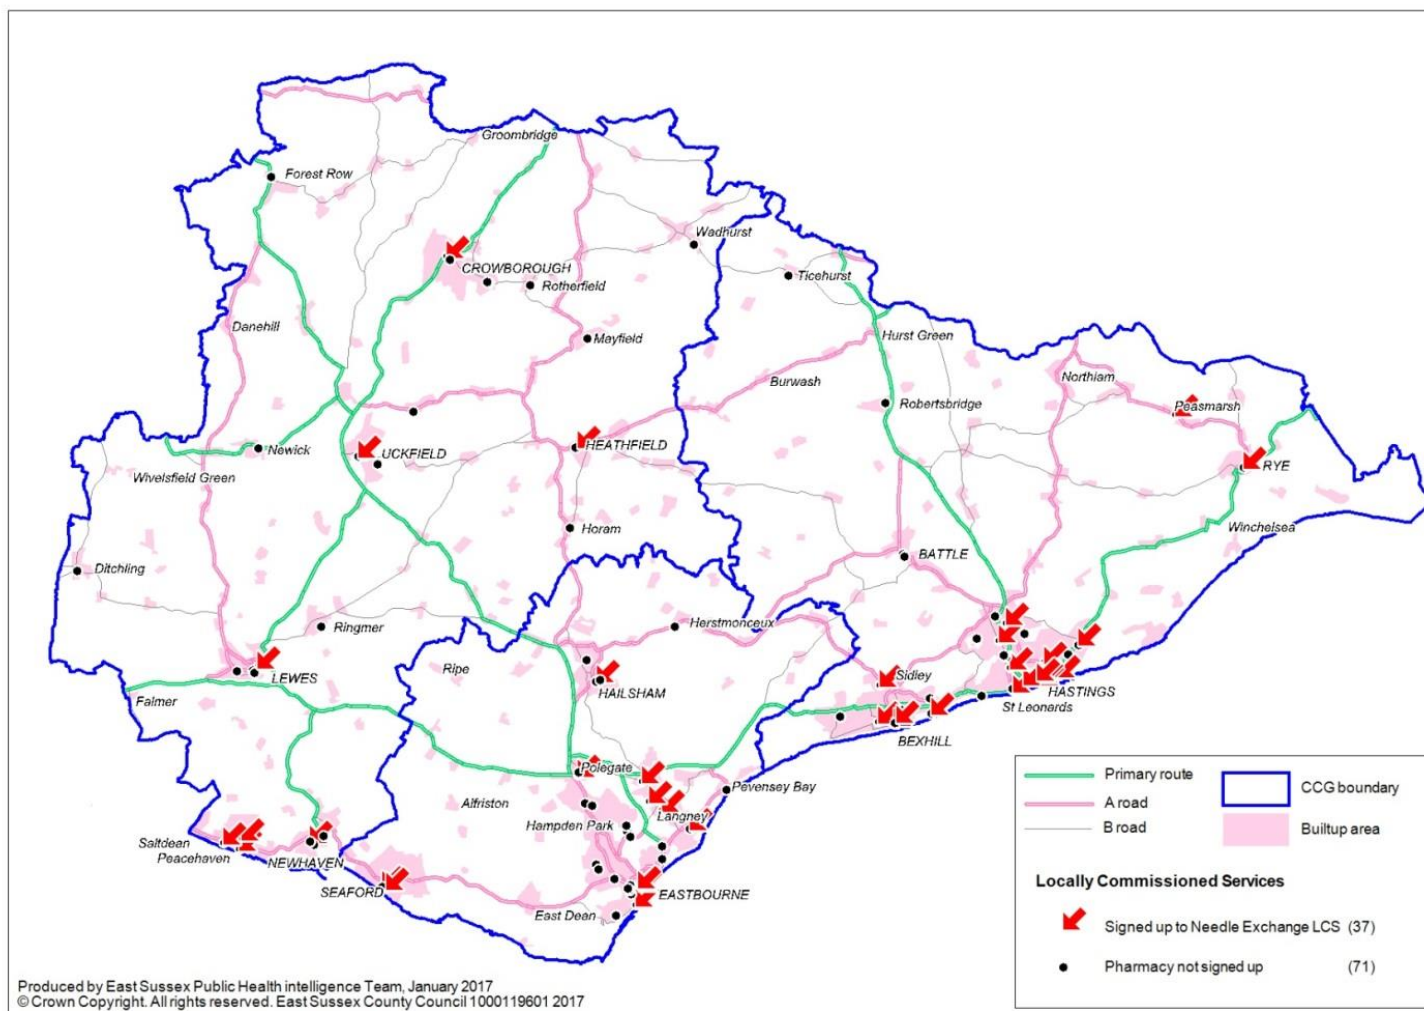 Groombridge
Forest Row
Wadhurst
CROWBOROUGH
Ticehurst
Rotherfield
Danehill
Mayfield
Hurst Green
Burwash
Northiam
Robertsbridge
Peasmarsh
Newick
UCKFIELD
HEATHFIELD
RYE
Wivelsfield Green
Horam
Winchelsea
BATTLE
Ditchling
Ringmer
Herstmonceux
Ripe
LEWES
Sidley
HAILSHAM
HASTINGS
Falmer
St Leonards
BEXHILL
Polegate
Pevensey Bay
Alfriston
Langney
Hampden Park
Saltdean
Peacehaven
NEWHAVEN
SEAFORD
EASTBOURNE
East Dean
Primary route
CCG boundary
A road
B road
Builtup area
Locally Commissioned Services
Signed up to Needle Exchange LCS (37)
Pharmacy not signed up (71)
Produced by East Sussex Public Health intelligence Team, January 2017
© Crown Copyright. All rights reserved. East Sussex County Council 1000119601 2017